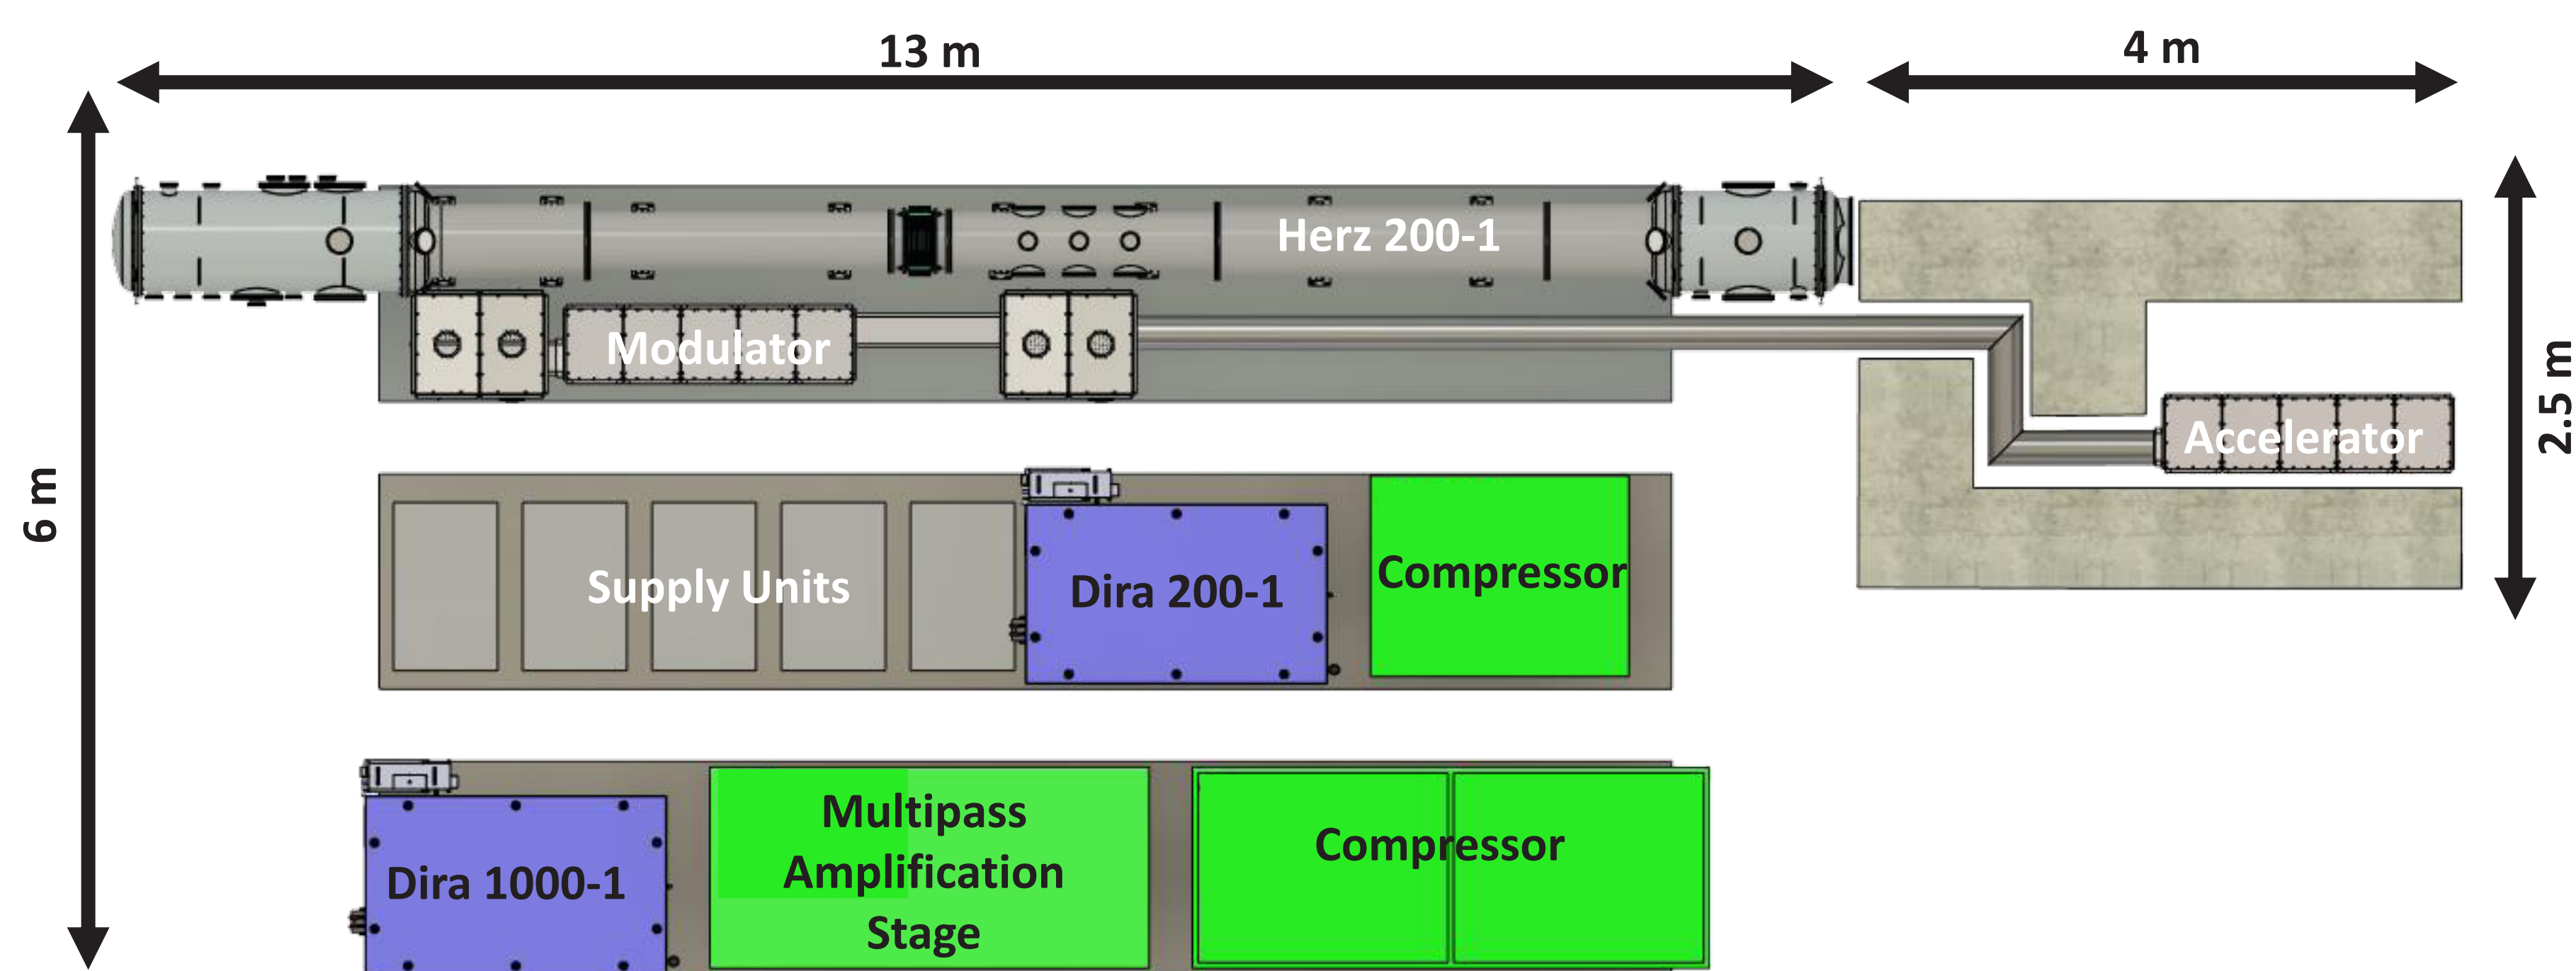 13 m
4 m
Herz 200-1
Modulator
Accelerator
6 m
2.5 m
Supply Units
Dira 200-1
Compressor
Dira 1000-1
Multipass
Amplification
Stage
Compressor